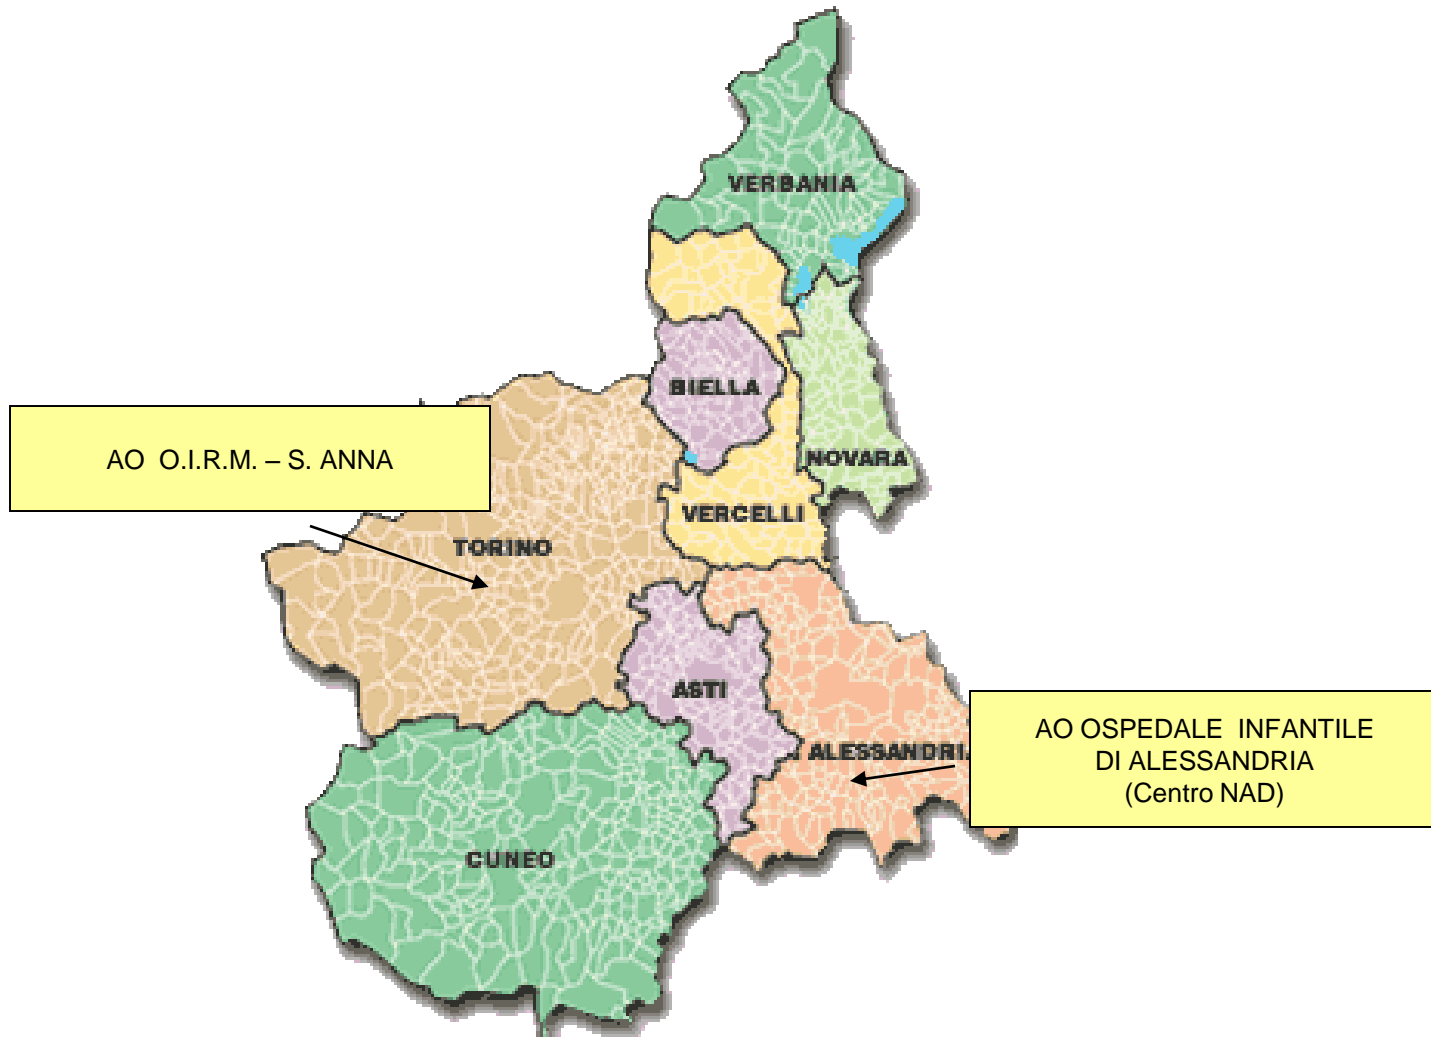 VERBANIA
BIELLA
AO O.I.R.M. – S. ANNA
NOVARA
VERCELLI
TORINO
ASTI
AO OSPEDALE INFANTILE
DI ALESSANDRIA
(Centro NAD)
ALESSANDRI
CUNEO